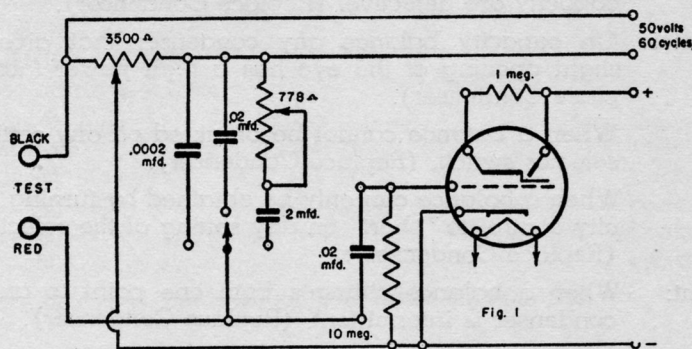 3500 Ω
50 volts
60 cycles
1 meg.
+
778 Ω
.02
mfd.
BLACK
.0002
mfd.
TEST
2 mfd.
RED
.02
mfd.
Fig. 1
10 meg.
−